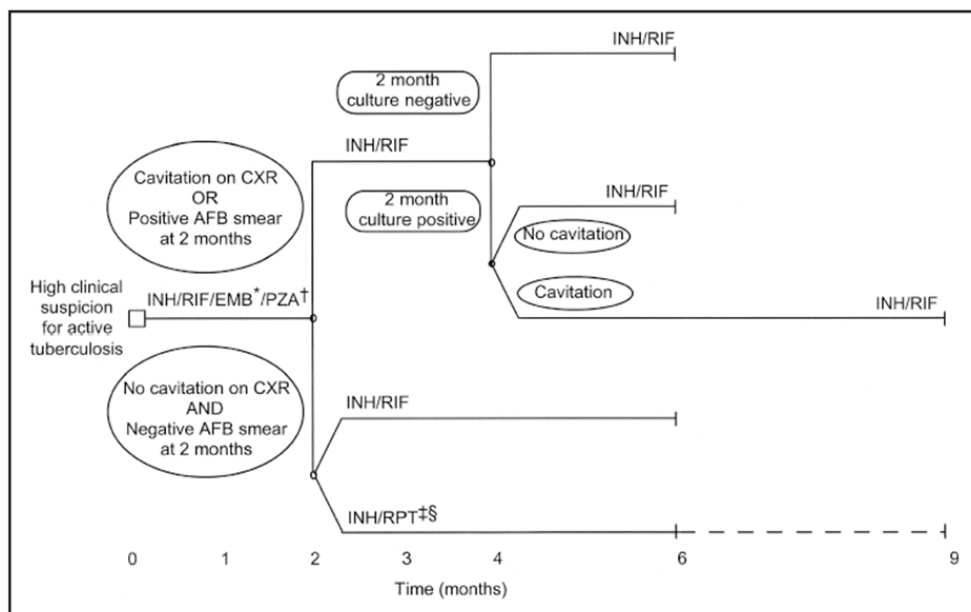 INH/RIF
2 month
culture negative
INH/RIF
Cavitation on CXR
OR
Positive AFB smear
at 2 months
2 month
culture positive
INH/RIF
No cavitation
Cavitation
INH/RIF
High clinical
suspicion
for active
tuberculosis
INH/RIF/EMB*/PZA†
No cavitation on CXR
AND
Negative AFB smear
at 2 months
INH/RIF
INH/RPT‡§
0 1 2 3 4 6 9
Time (months)